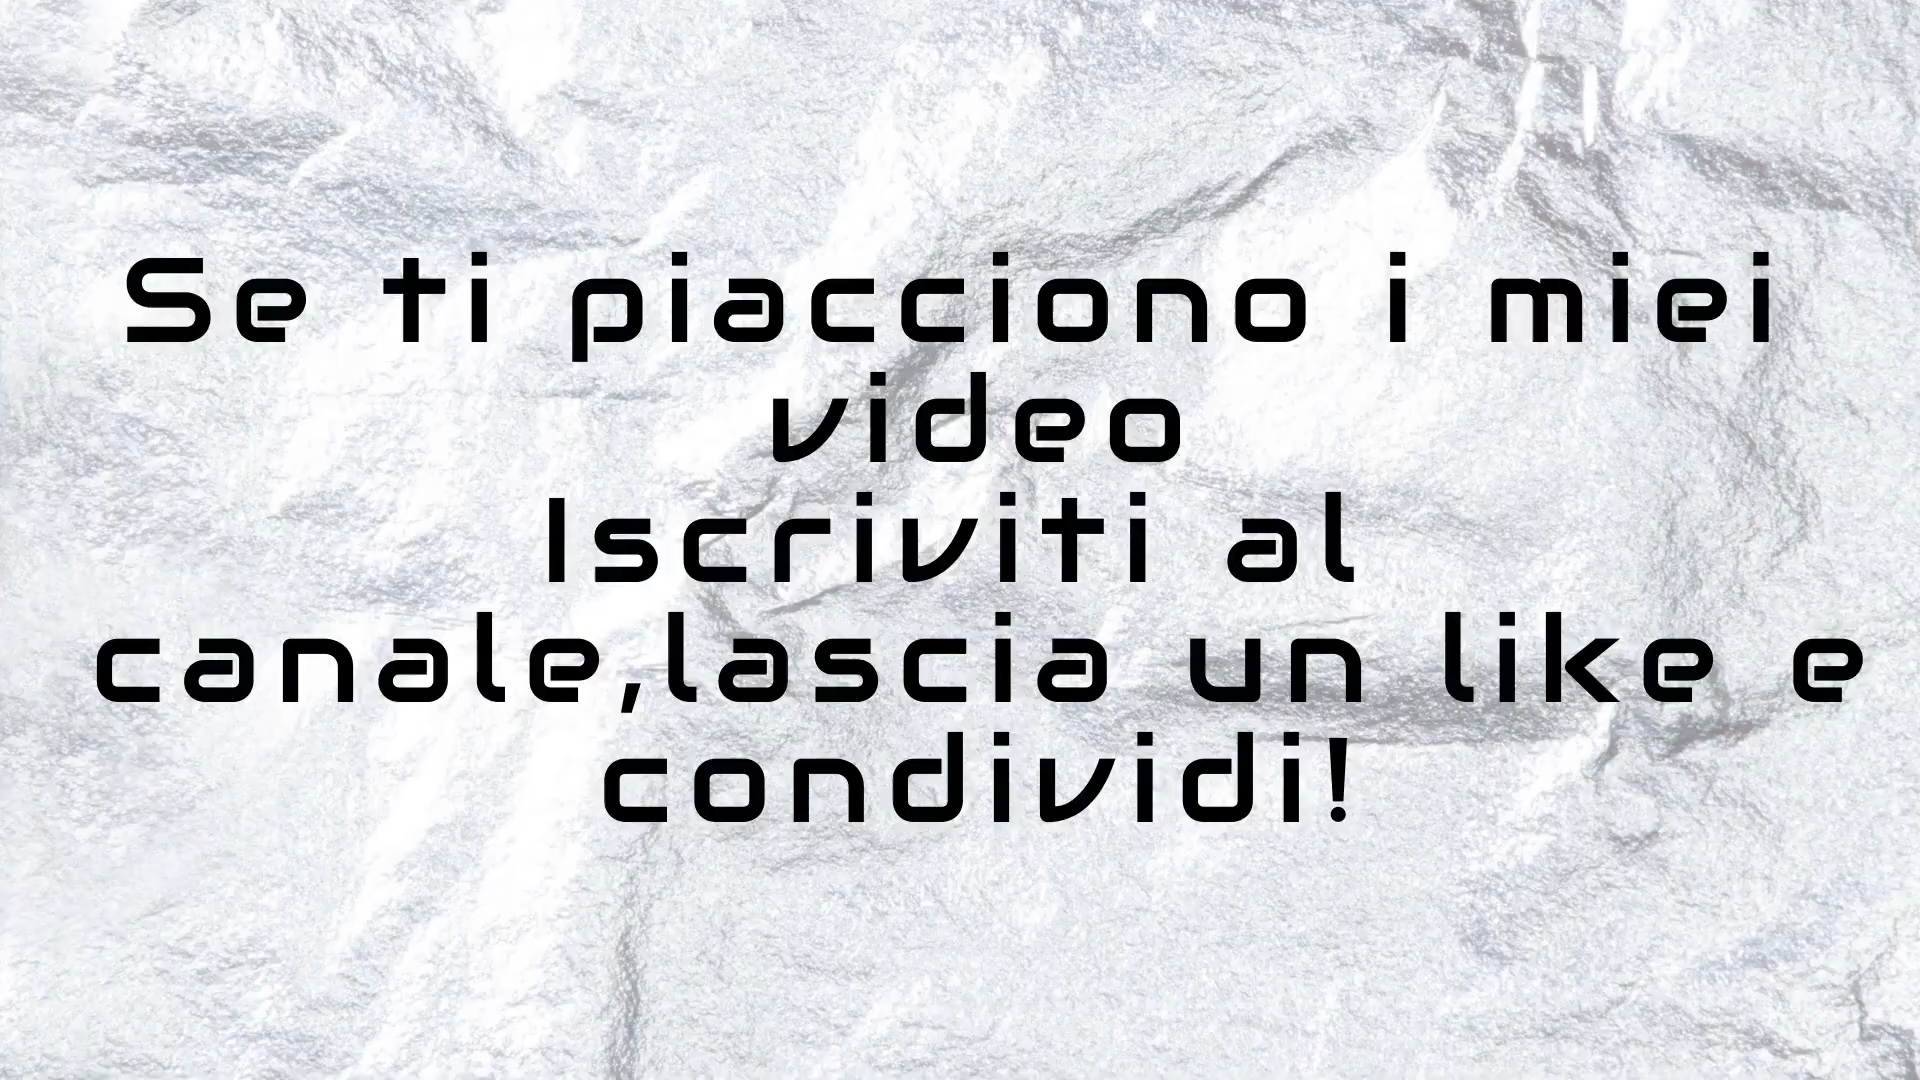 Se ti piacciono i miei
video
Iscriviti al
canale,lascia un like e
condividi!